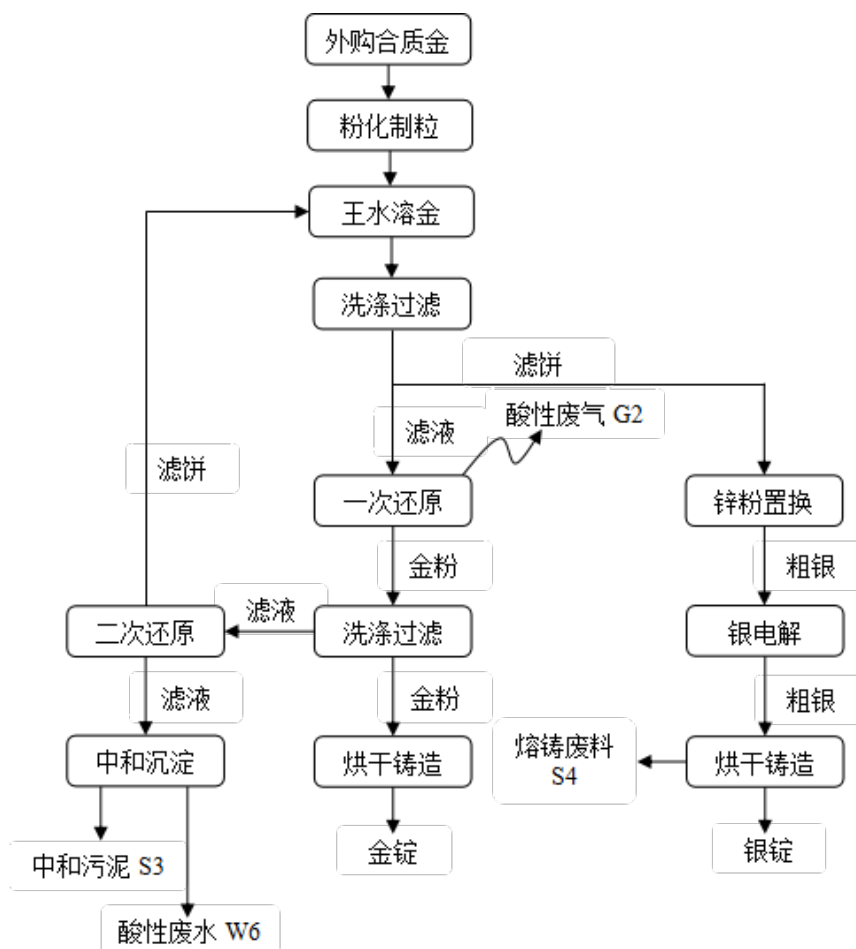 外购合质金
粉化制粒
王水溶金
洗涤过滤
滤饼
酸性废气 G2
滤液
滤饼
一次还原
锌粉置换
金粉
粗银
滤液
二次还原
洗涤过滤
银电解
滤液
金粉
粗银
熔铸废料
S4
中和沉淀
烘干铸造
烘干铸造
金锭
银锭
中和污泥 S3
酸性废水 W6